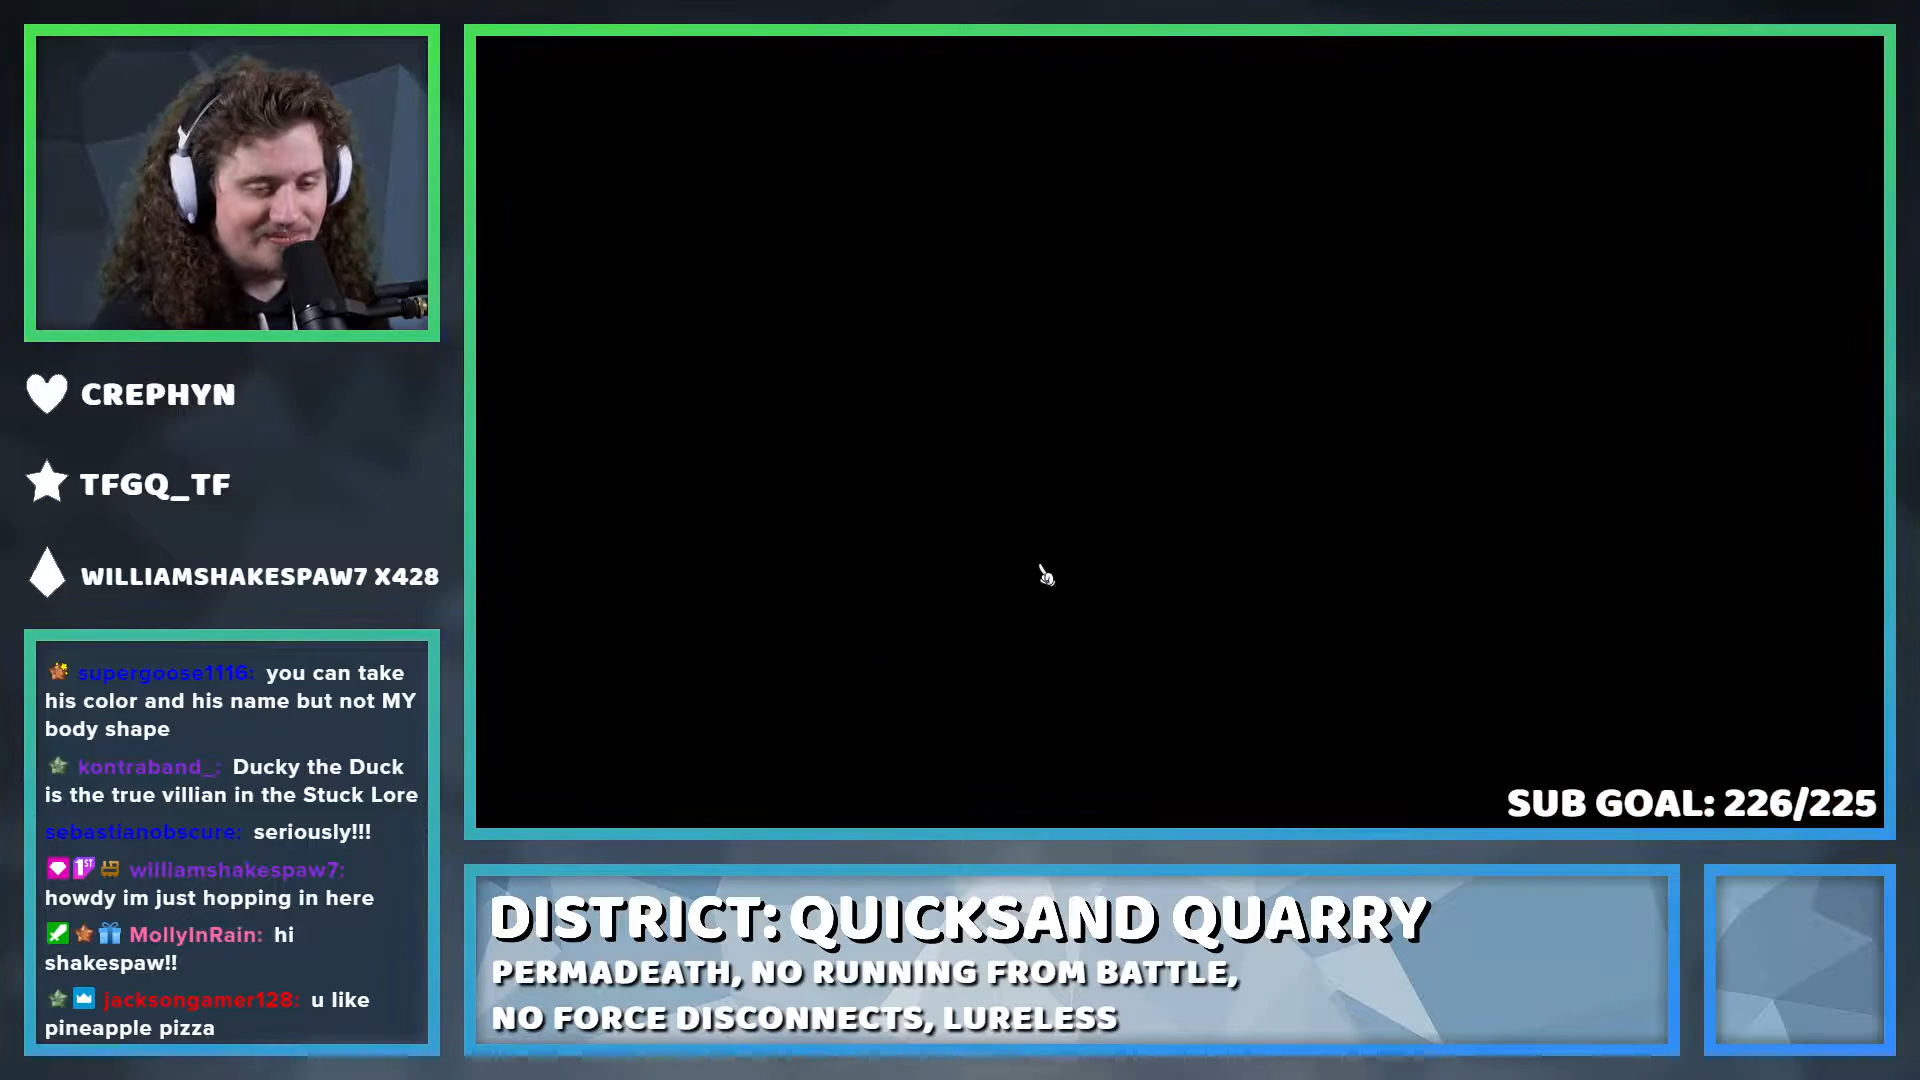 CREPHYN
TFGQ_TF
WILLIAMSHAKESPAW7 X428
supergoose1116: you can take
his color and his name but not MY
body shape
kontraband_: Ducky the Duck
is the true villian in the Stuck Lore
sebastianobscure: seriously!!!
1ST williamshakespaw7:
howdy im just hopping in here
MollyInRain: hi
shakespaw!!
jacksongamer128: u like
pineapple pizza
SUB GOAL: 226/225
DISTRICT: QUICKSAND QUARRY
PERMADEATH, NO RUNNING FROM BATTLE,
NO FORCE DISCONNECTS, LURELESS